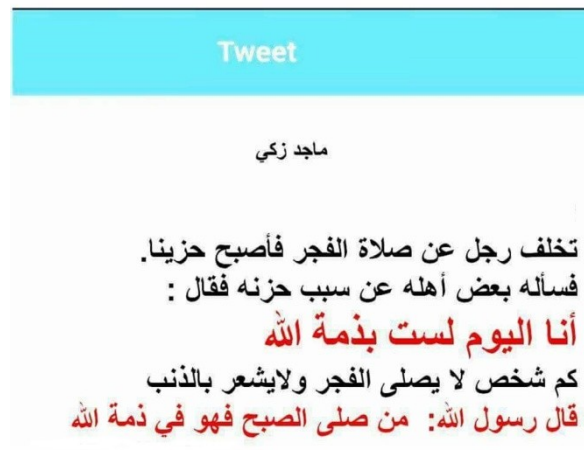 Tweet
ماجد زكي
تخلف رجل عن صلاة الفجر فأصبح حزينا.
فسأله بعض أهله عن سبب حزنه فقال :
أنا اليوم لست بذمة الله
كم شخص لا يصلى الفجر ولايشعر بالذنب
قال رسول الله: من صلى الصبح فهو في ذمة الله